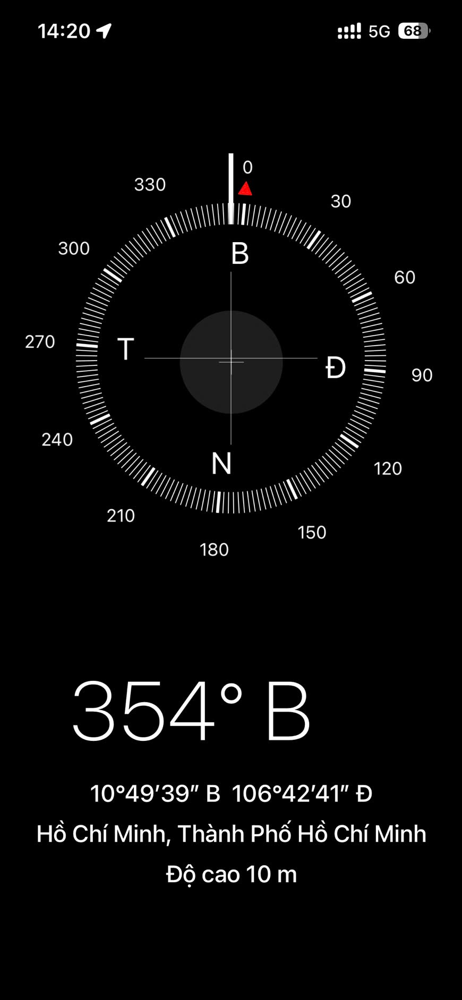 14:20 5G 68
0
330
30
300
B
60
270
T
Đ
90
240
N
120
210
150
180
354° B
10°49’39” B 106°42’41” Đ
Hồ Chí Minh, Thành Phố Hồ Chí Minh
Độ cao 10 m